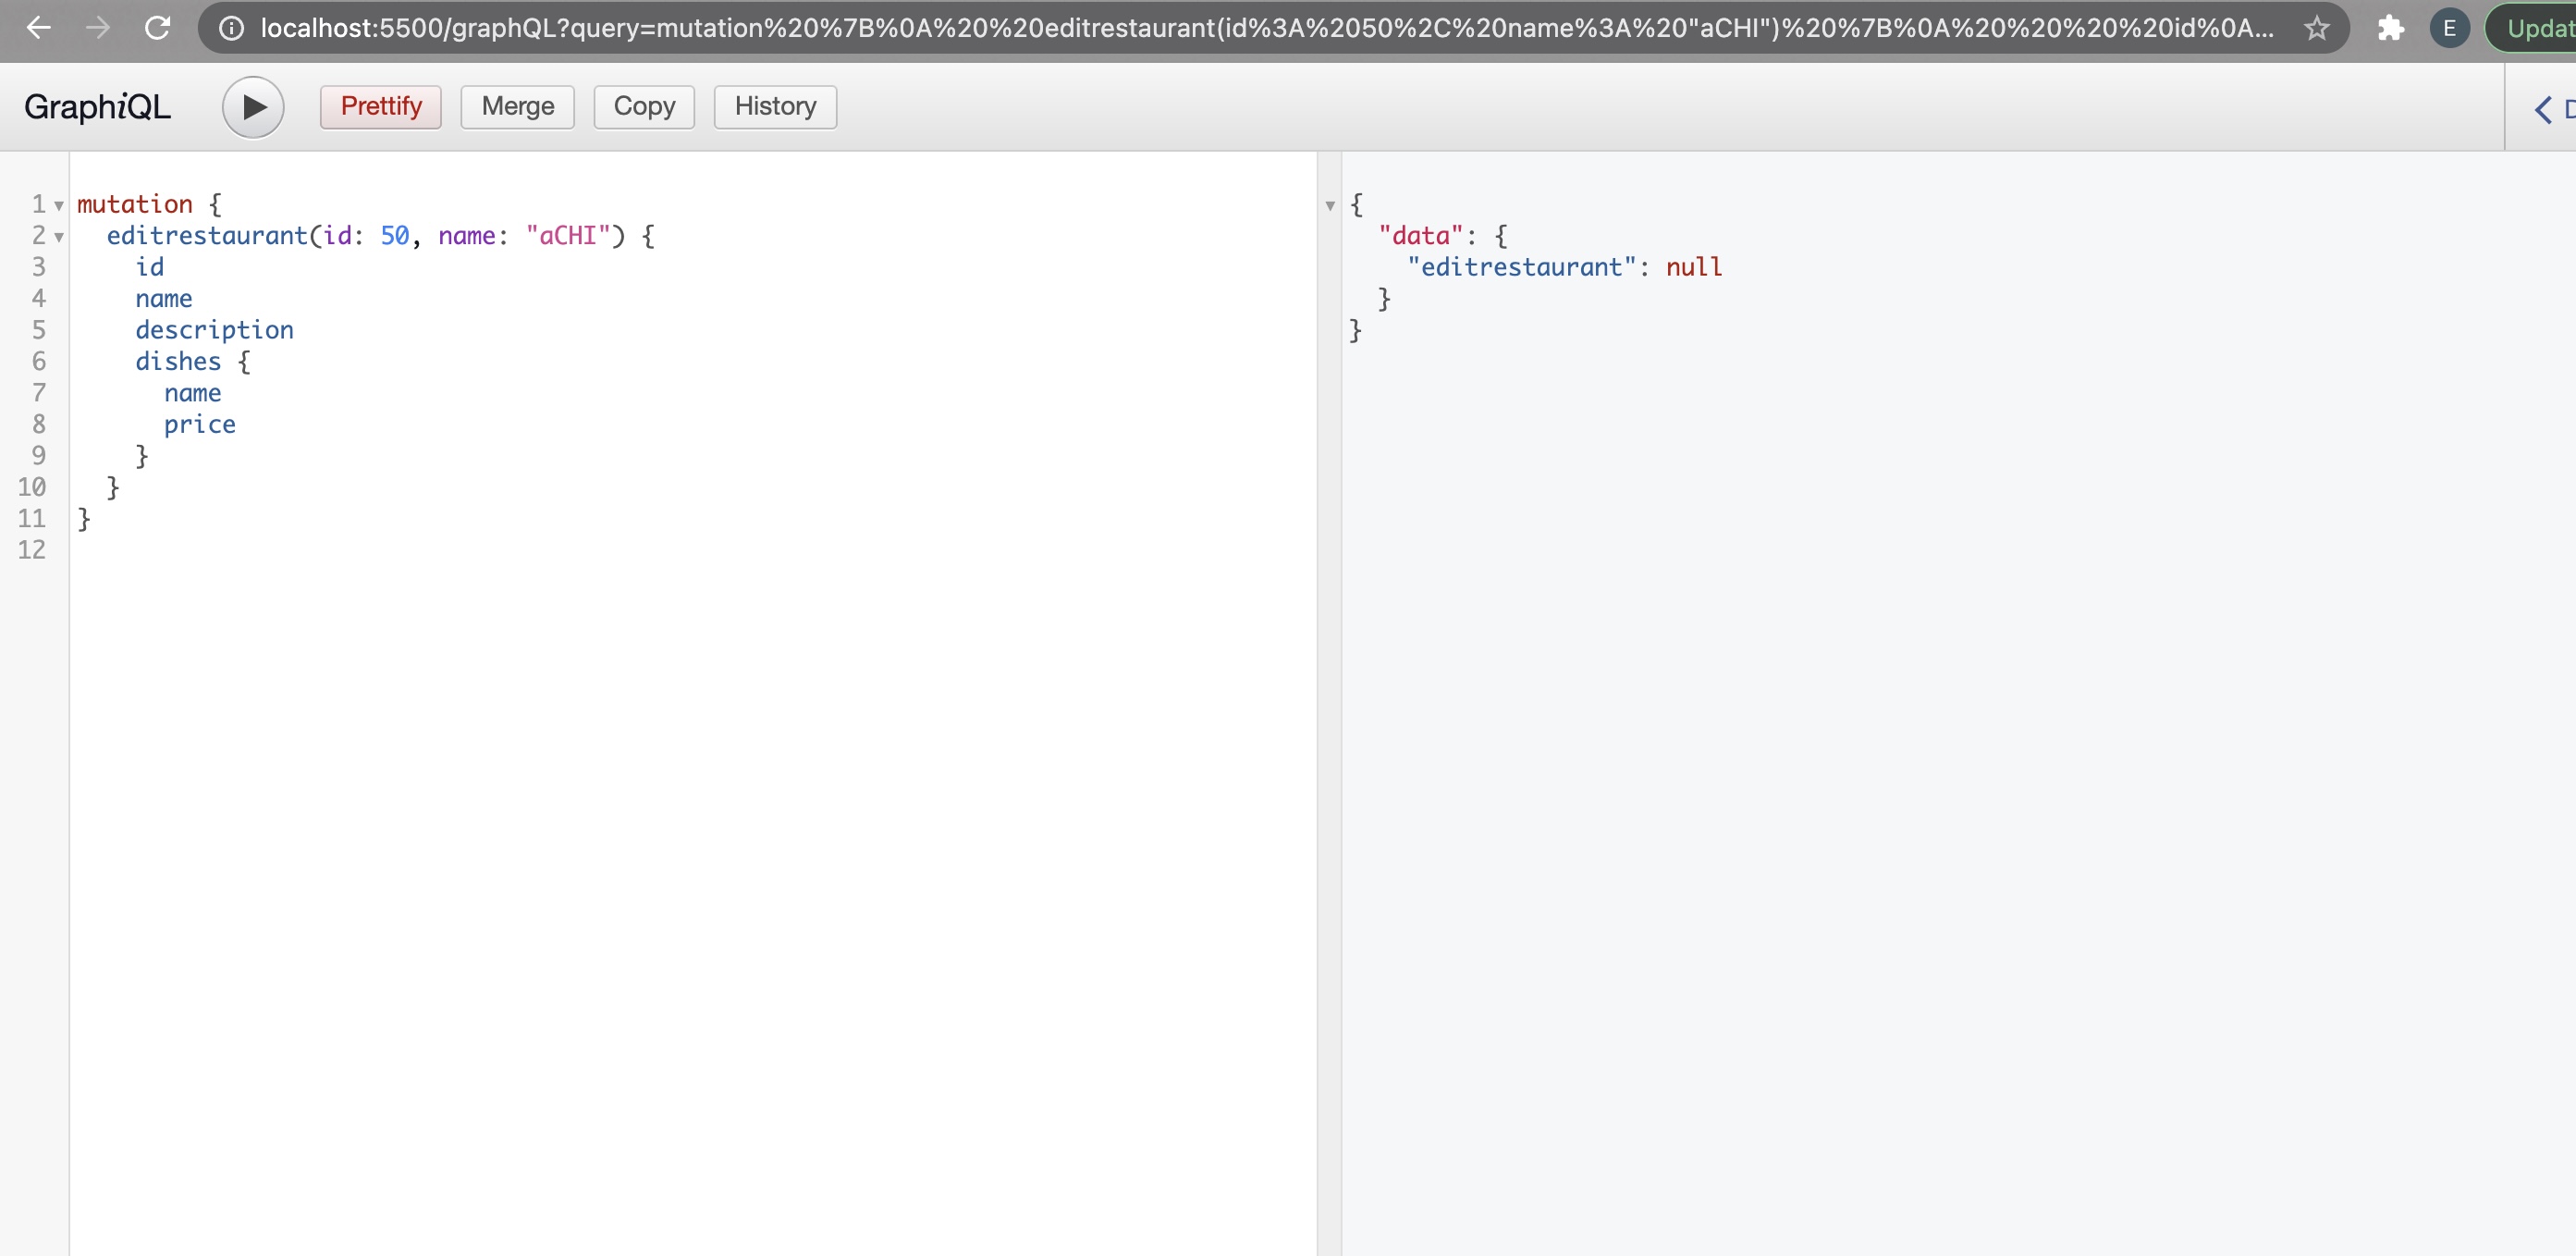 localhost:5500/graphQL?query=mutation%20%7B%0A%20%20editrestaurant(id%3A%2050%2C%20name%3A%20"aCHI")%20%7B%0A%20%20%20%20id%0A...
E
Updat
GraphiQL
Prettify
Merge
Copy
History
1 mutation {
2 editrestaurant(id: 50, name: "aCHI") {
3 id
4 name
5 description
6 dishes {
7 name
8 price
9 }
10 }
11 }
12
{
"data": {
"editrestaurant": null
}
}